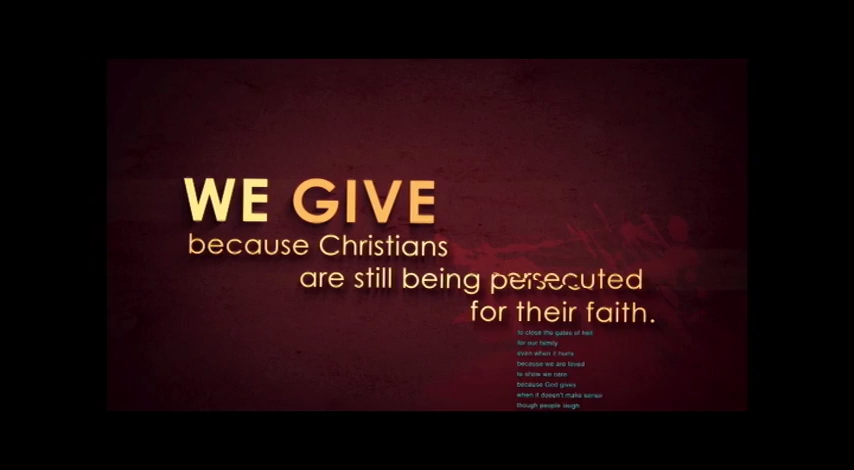 WE GIVE
because Christians
are still being persecuted
for their faith.
to close the gates of hell
for our family
even when it hurts
because we are loved
to show we care
because God gives
when it doesn't make sense
though people laugh